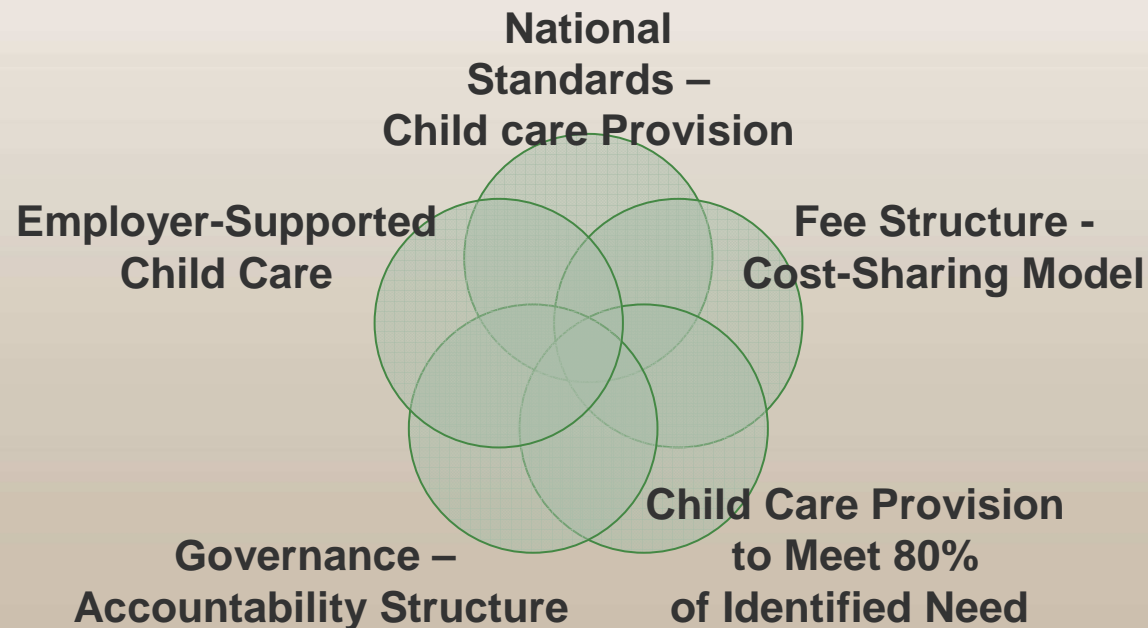 National
Standards –
Child care Provision
Employer-Supported
Child Care
Fee Structure -
Cost-Sharing Model
Governance –
Accountability Structure
Child Care Provision
to Meet 80%
of Identified Need